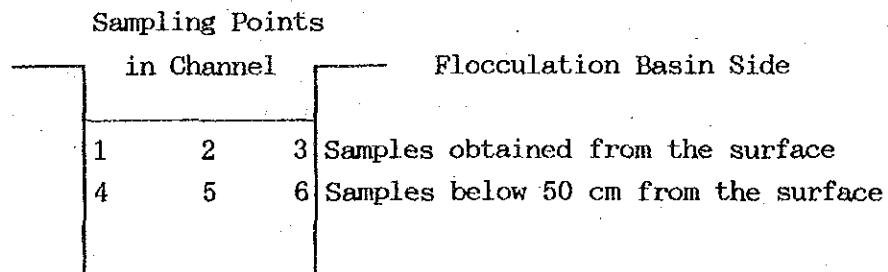 Sampling Points
in Channel Flocculation Basin Side
1 2 3 Samples obtained from the surface
4 5 6 Samples below 50 cm from the surface